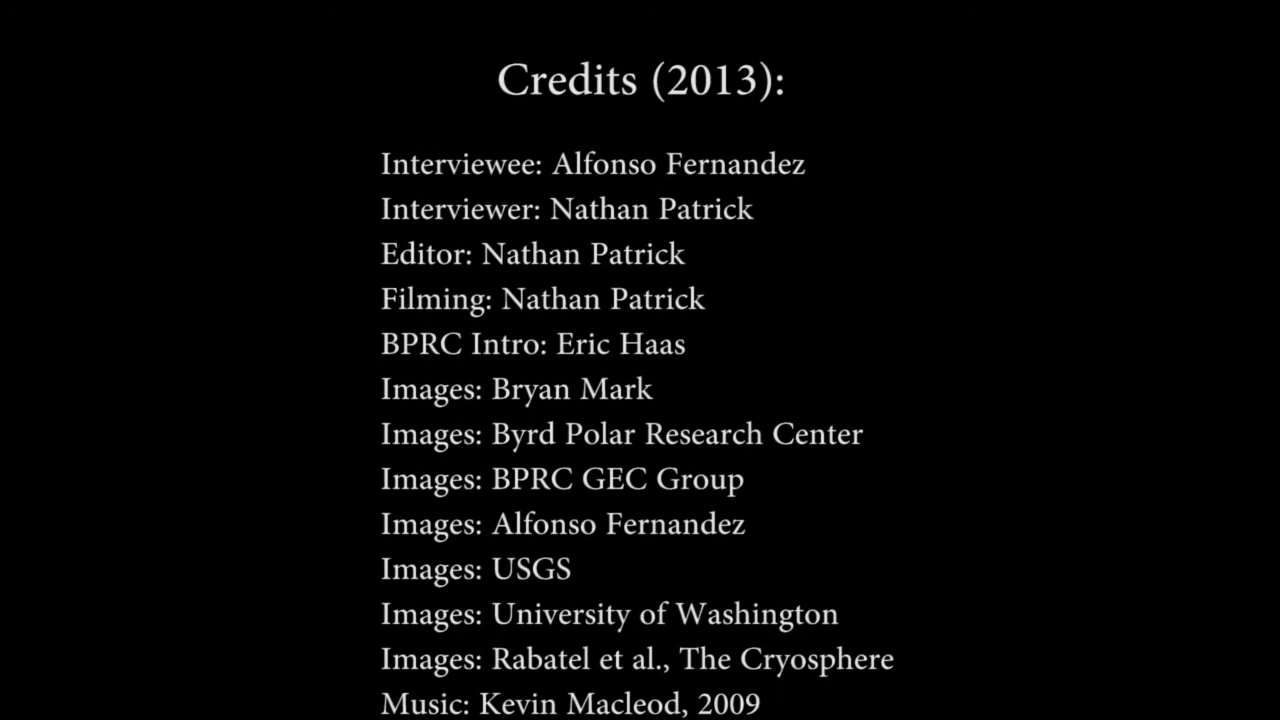 Credits (2013):
Interviewee: Alfonso Fernandez
Interviewer: Nathan Patrick
Editor: Nathan Patrick
Filming: Nathan Patrick
BPRC Intro: Eric Haas
Images: Bryan Mark
Images: Byrd Polar Research Center
Images: BPRC GEC Group
Images: Alfonso Fernandez
Images: USGS
Images: University of Washington
Images: Rabatel et al., The Cryosphere
Music: Kevin Macleod, 2009